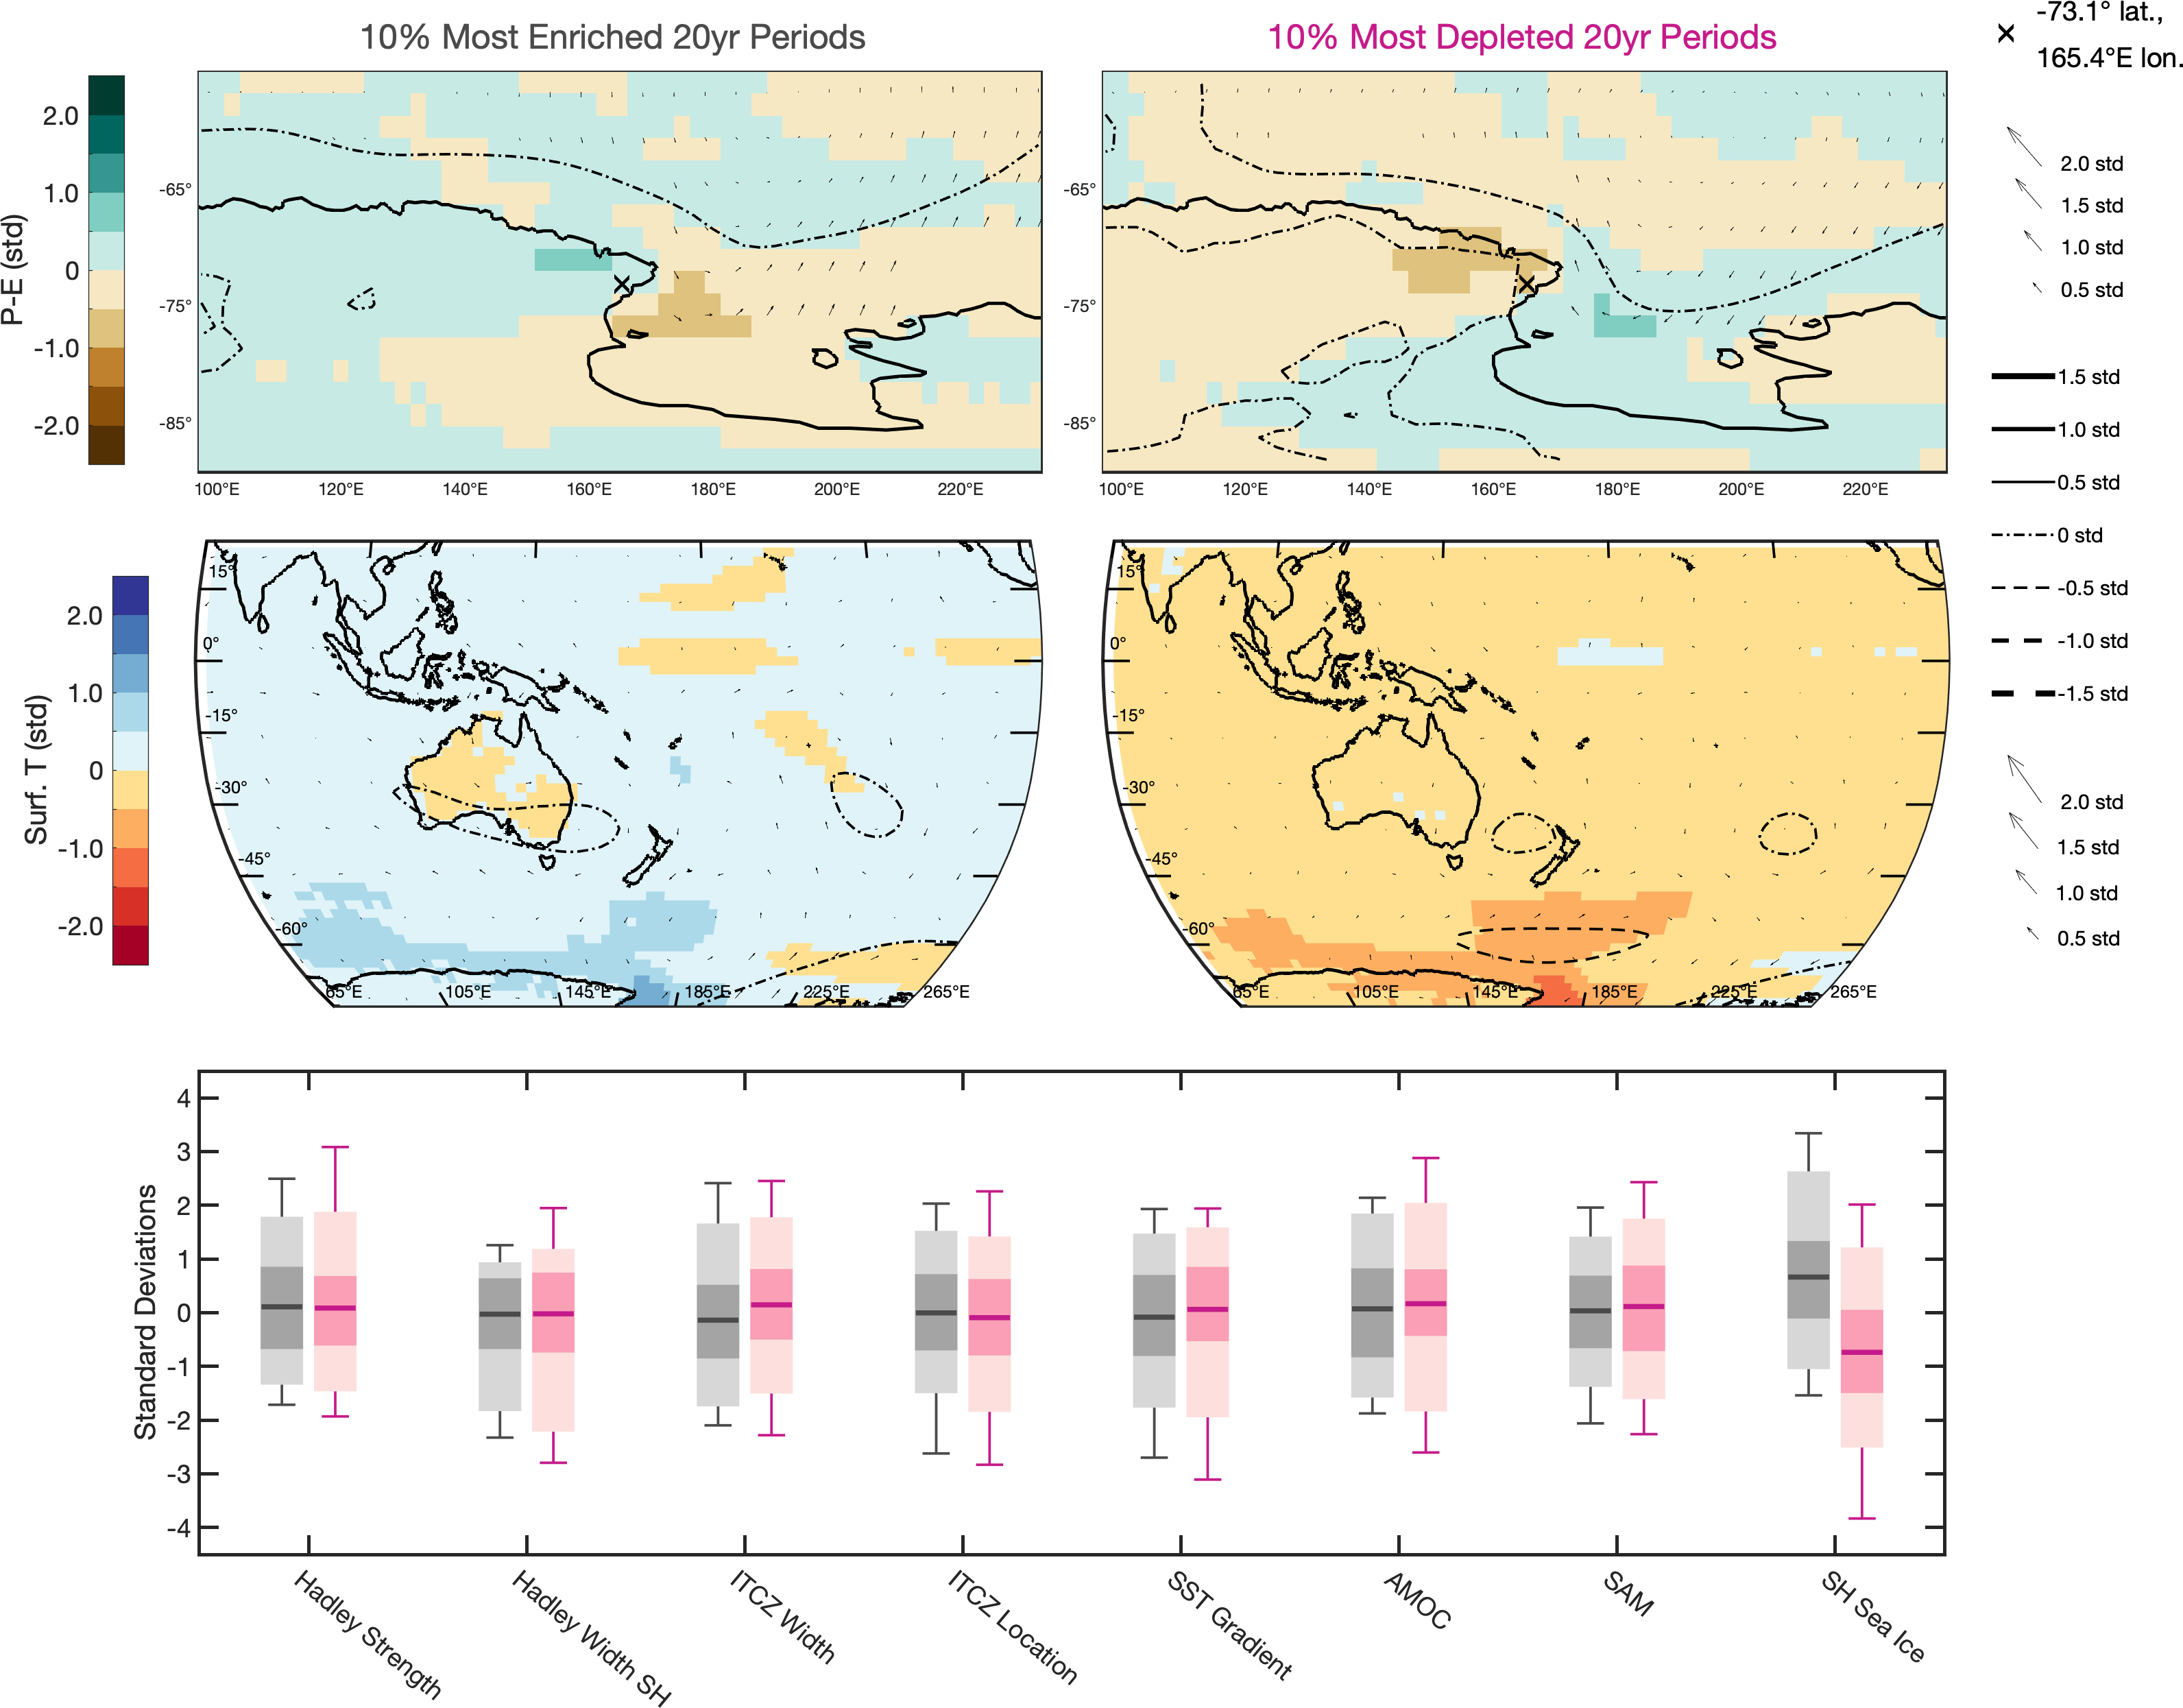 10% Most Enriched 20yr Periods
10% Most Depleted 20yr Periods
-73.1° lat.,
165.4°E lon.
P-E (std)
2.0
1.0
0
-1.0
-2.0
-65°
-75°
-85°
100°E 120°E 140°E 160°E 180°E 200°E 220°E
-65°
-75°
-85°
100°E 120°E 140°E 160°E 180°E 200°E 220°E
2.0 std
1.5 std
1.0 std
0.5 std
1.5 std
1.0 std
0.5 std
0 std
-0.5 std
-1.0 std
-1.5 std
Surf. T (std)
2.0
1.0
0
-1.0
-2.0
15°
0°
-15°
-30°
-45°
-60°
65°E 105°E 145°E 185°E 225°E 265°E
15°
0°
-15°
-30°
-45°
-60°
65°E 105°E 145°E 185°E 225°E 265°E
2.0 std
1.5 std
1.0 std
0.5 std
Standard Deviations
4
3
2
1
0
-1
-2
-3
-4
Hadley Strength
Hadley Width SH
ITCZ Width
ITCZ Location
SST Gradient
AMOC
SAM
SH Sea Ice